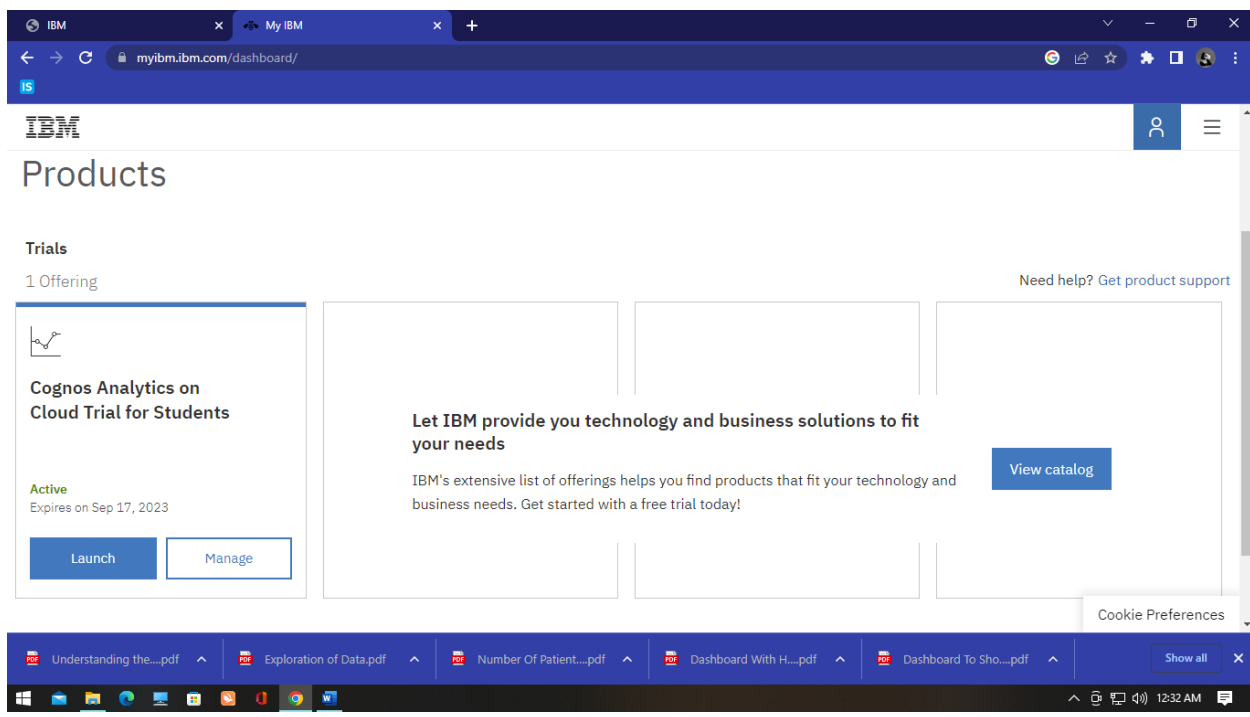 IBM
My IBM
myibm.ibm.com/dashboard/
IS
IBM
Products
Trials
1 Offering
Need help? Get product support
Cognos Analytics on
Cloud Trial for Students
Active
Expires on Sep 17, 2023
Launch
Manage
Let IBM provide you technology and business solutions to fit
your needs
IBM's extensive list of offerings helps you find products that fit your technology and
business needs. Get started with a free trial today!
View catalog
Cookie Preferences
Understanding the....pdf
Exploration of Data.pdf
Number Of Patient....pdf
Dashboard With H....pdf
Dashboard To Sho....pdf
Show all
12:32 AM